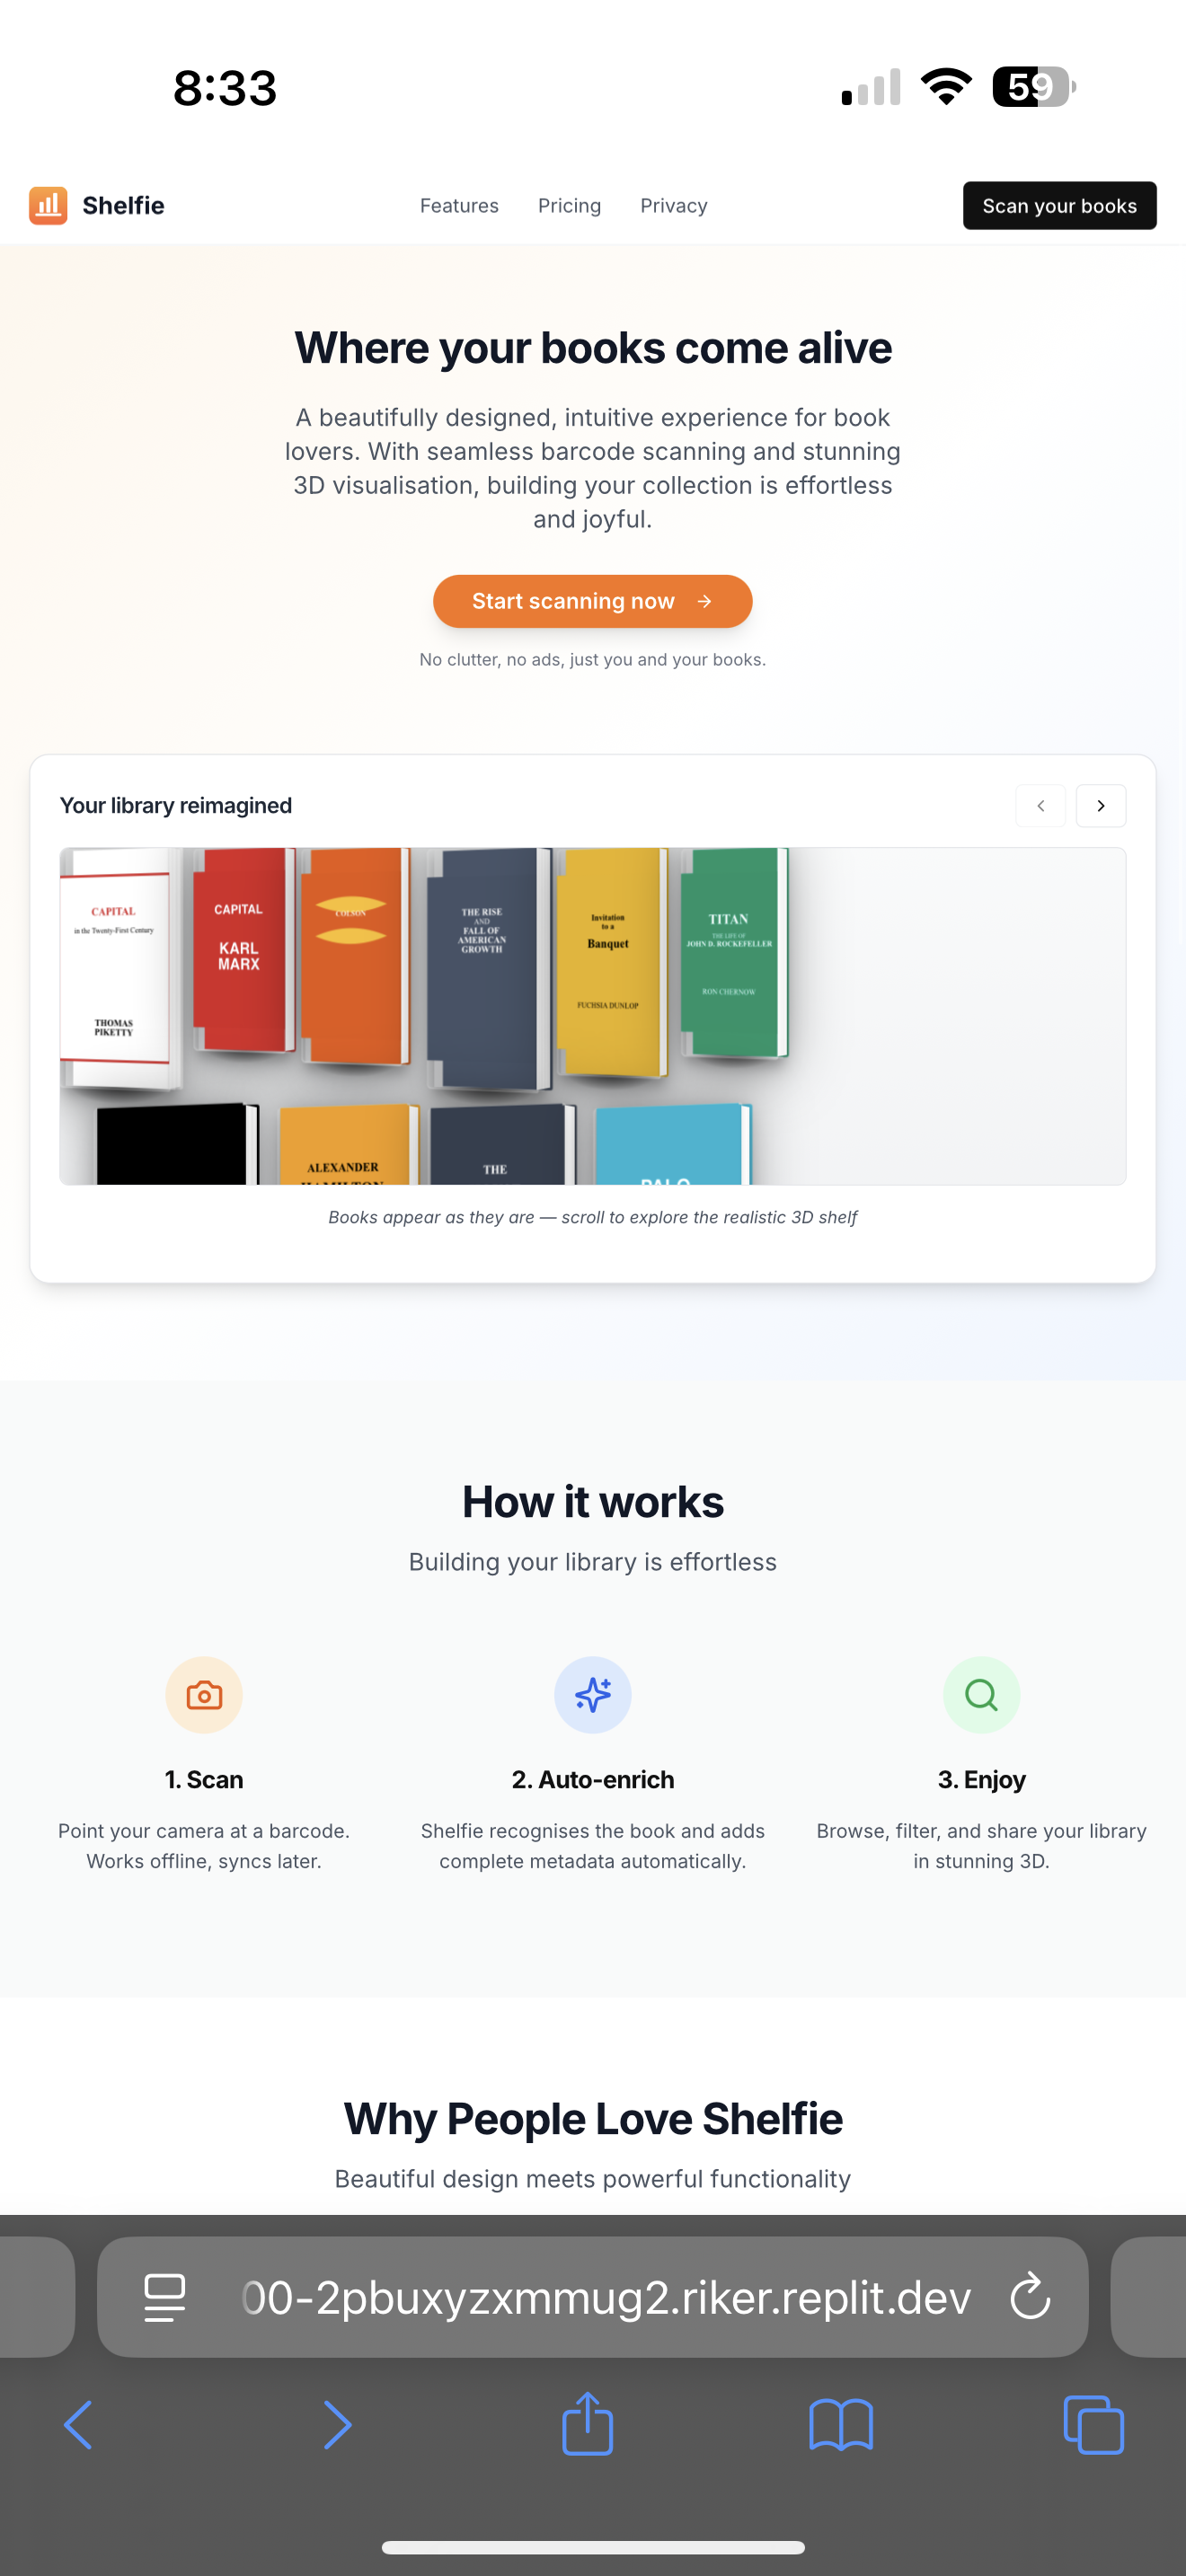 8:33
59
Shelfie
Features Pricing Privacy
Scan your books
Where your books come alive
A beautifully designed, intuitive experience for book
lovers. With seamless barcode scanning and stunning
3D visualisation, building your collection is effortless
and joyful.
Start scanning now →
No clutter, no ads, just you and your books.
Your library reimagined
CAPITAL
in the Twenty-First Century
THOMAS
PIKETTY
CAPITAL
KARL
MARX
COLSON
THE RISE
AND
FALL OF
AMERICAN
GROWTH
Invitation
to a
Banquet
FUCHSIA DUNLOP
TITAN
THE LIFE OF
JOHN D. ROCKEFELLER
RON CHERNOW
ALEXANDER
HAMILTON
THE
PALO
Books appear as they are — scroll to explore the realistic 3D shelf
How it works
Building your library is effortless
1. Scan
Point your camera at a barcode.
Works offline, syncs later.
2. Auto-enrich
Shelfie recognises the book and adds
complete metadata automatically.
3. Enjoy
Browse, filter, and share your library
in stunning 3D.
Why People Love Shelfie
Beautiful design meets powerful functionality
00-2pbuxyzxmmug2.riker.replit.dev